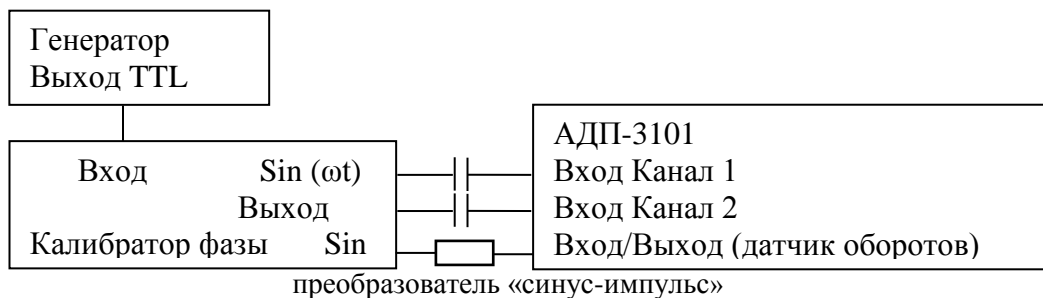 Генератор
Выход TTL
АДП-3101
Вход Sin (ωt) Вход Канал 1
Выход Вход Канал 2
Калибратор фазы Sin Вход/Выход (датчик оборотов)
преобразователь «синус-импульс»